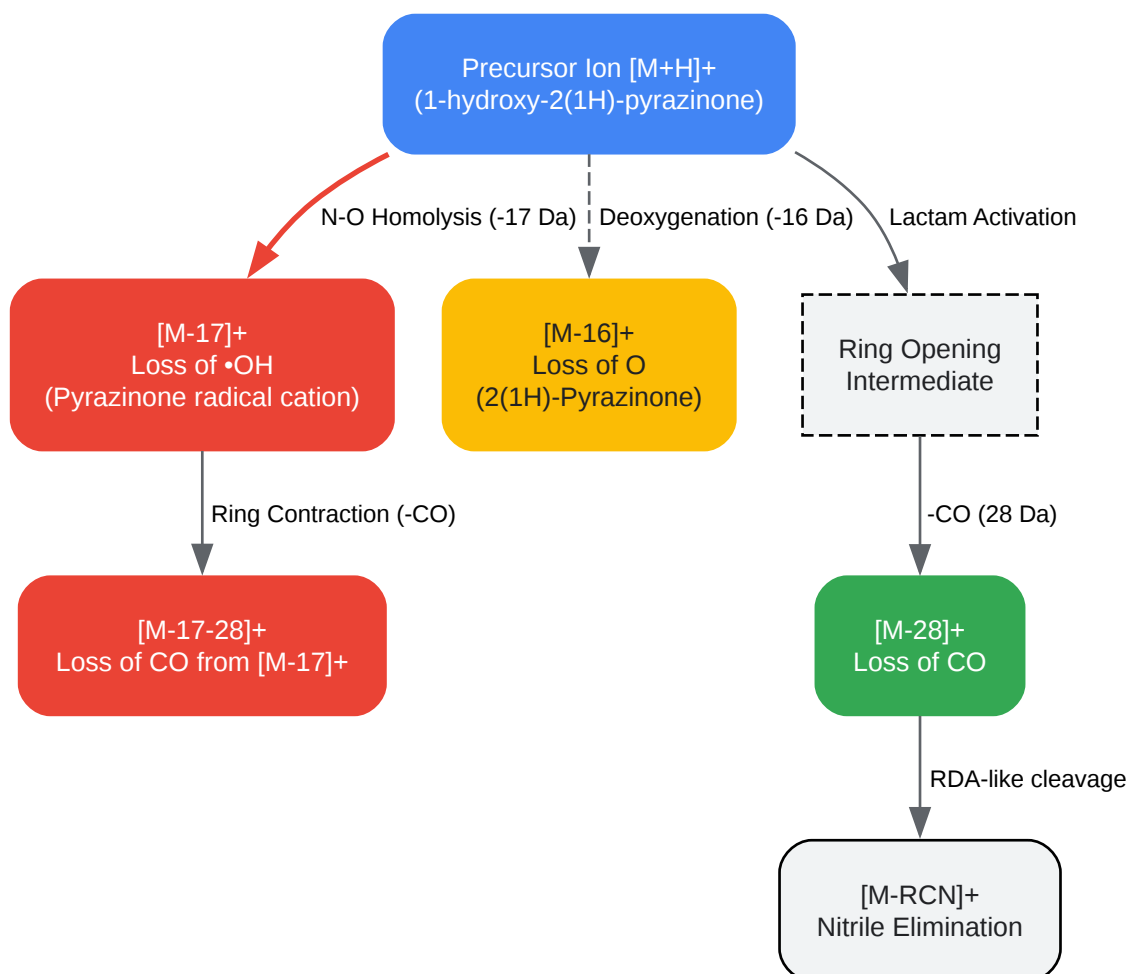 Precursor Ion [M+H]+
(1-hydroxy-2(1H)-pyrazinone)
N-O Homolysis (-17 Da)
Deoxygenation (-16 Da)
Lactam Activation
[M-17]+
Loss of •OH
(Pyrazinone radical cation)
[M-16]+
Loss of O
(2(1H)-Pyrazinone)
Ring Opening
Intermediate
Ring Contraction (-CO)
-CO (28 Da)
[M-17-28]+
Loss of CO from [M-17]+
[M-28]+
Loss of CO
RDA-like cleavage
[M-RCN]+
Nitrile Elimination